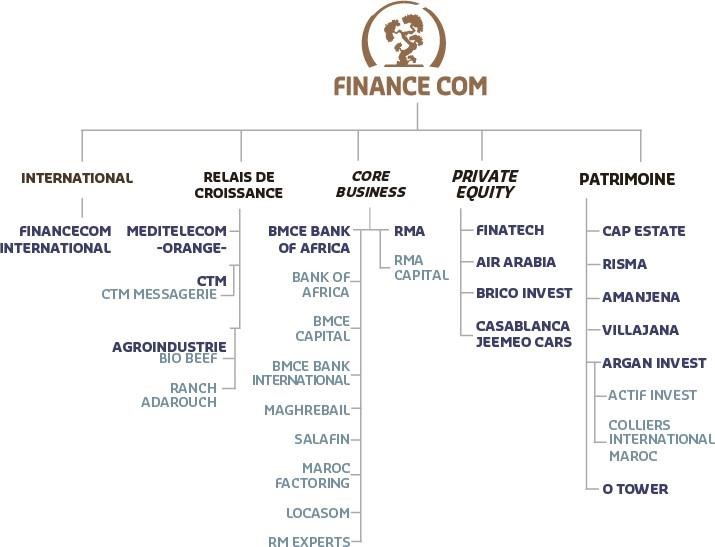 FINANCE COM
INTERNATIONAL
FINANCECOM
INTERNATIONAL
RELAIS DE
CROISSANCE
MEDITELECOM
-ORANGE-
CTM
CTM MESSAGERIE
AGROINDUSTRIE
BIO BEEF
RANCH
ADAROUCH
CORE
BUSINESS
BMCE BANK
OF AFRICA
BANK OF
AFRICA
BMCE
CAPITAL
BMCE BANK
INTERNATIONAL
MAGHREBAIL
SALAFIN
MAROC
FACTORING
LOCASOM
RM EXPERTS
RMA
RMA
CAPITAL
PRIVATE
EQUITY
FINATECH
AIR ARABIA
BRICO INVEST
CASABLANCA
JEEMEO CARS
PATRIMOINE
CAP ESTATE
RISMA
AMANJENA
VILLAJANA
ARGAN INVEST
ACTIF INVEST
COLLIERS
INTERNATIONAL
MAROC
O TOWER